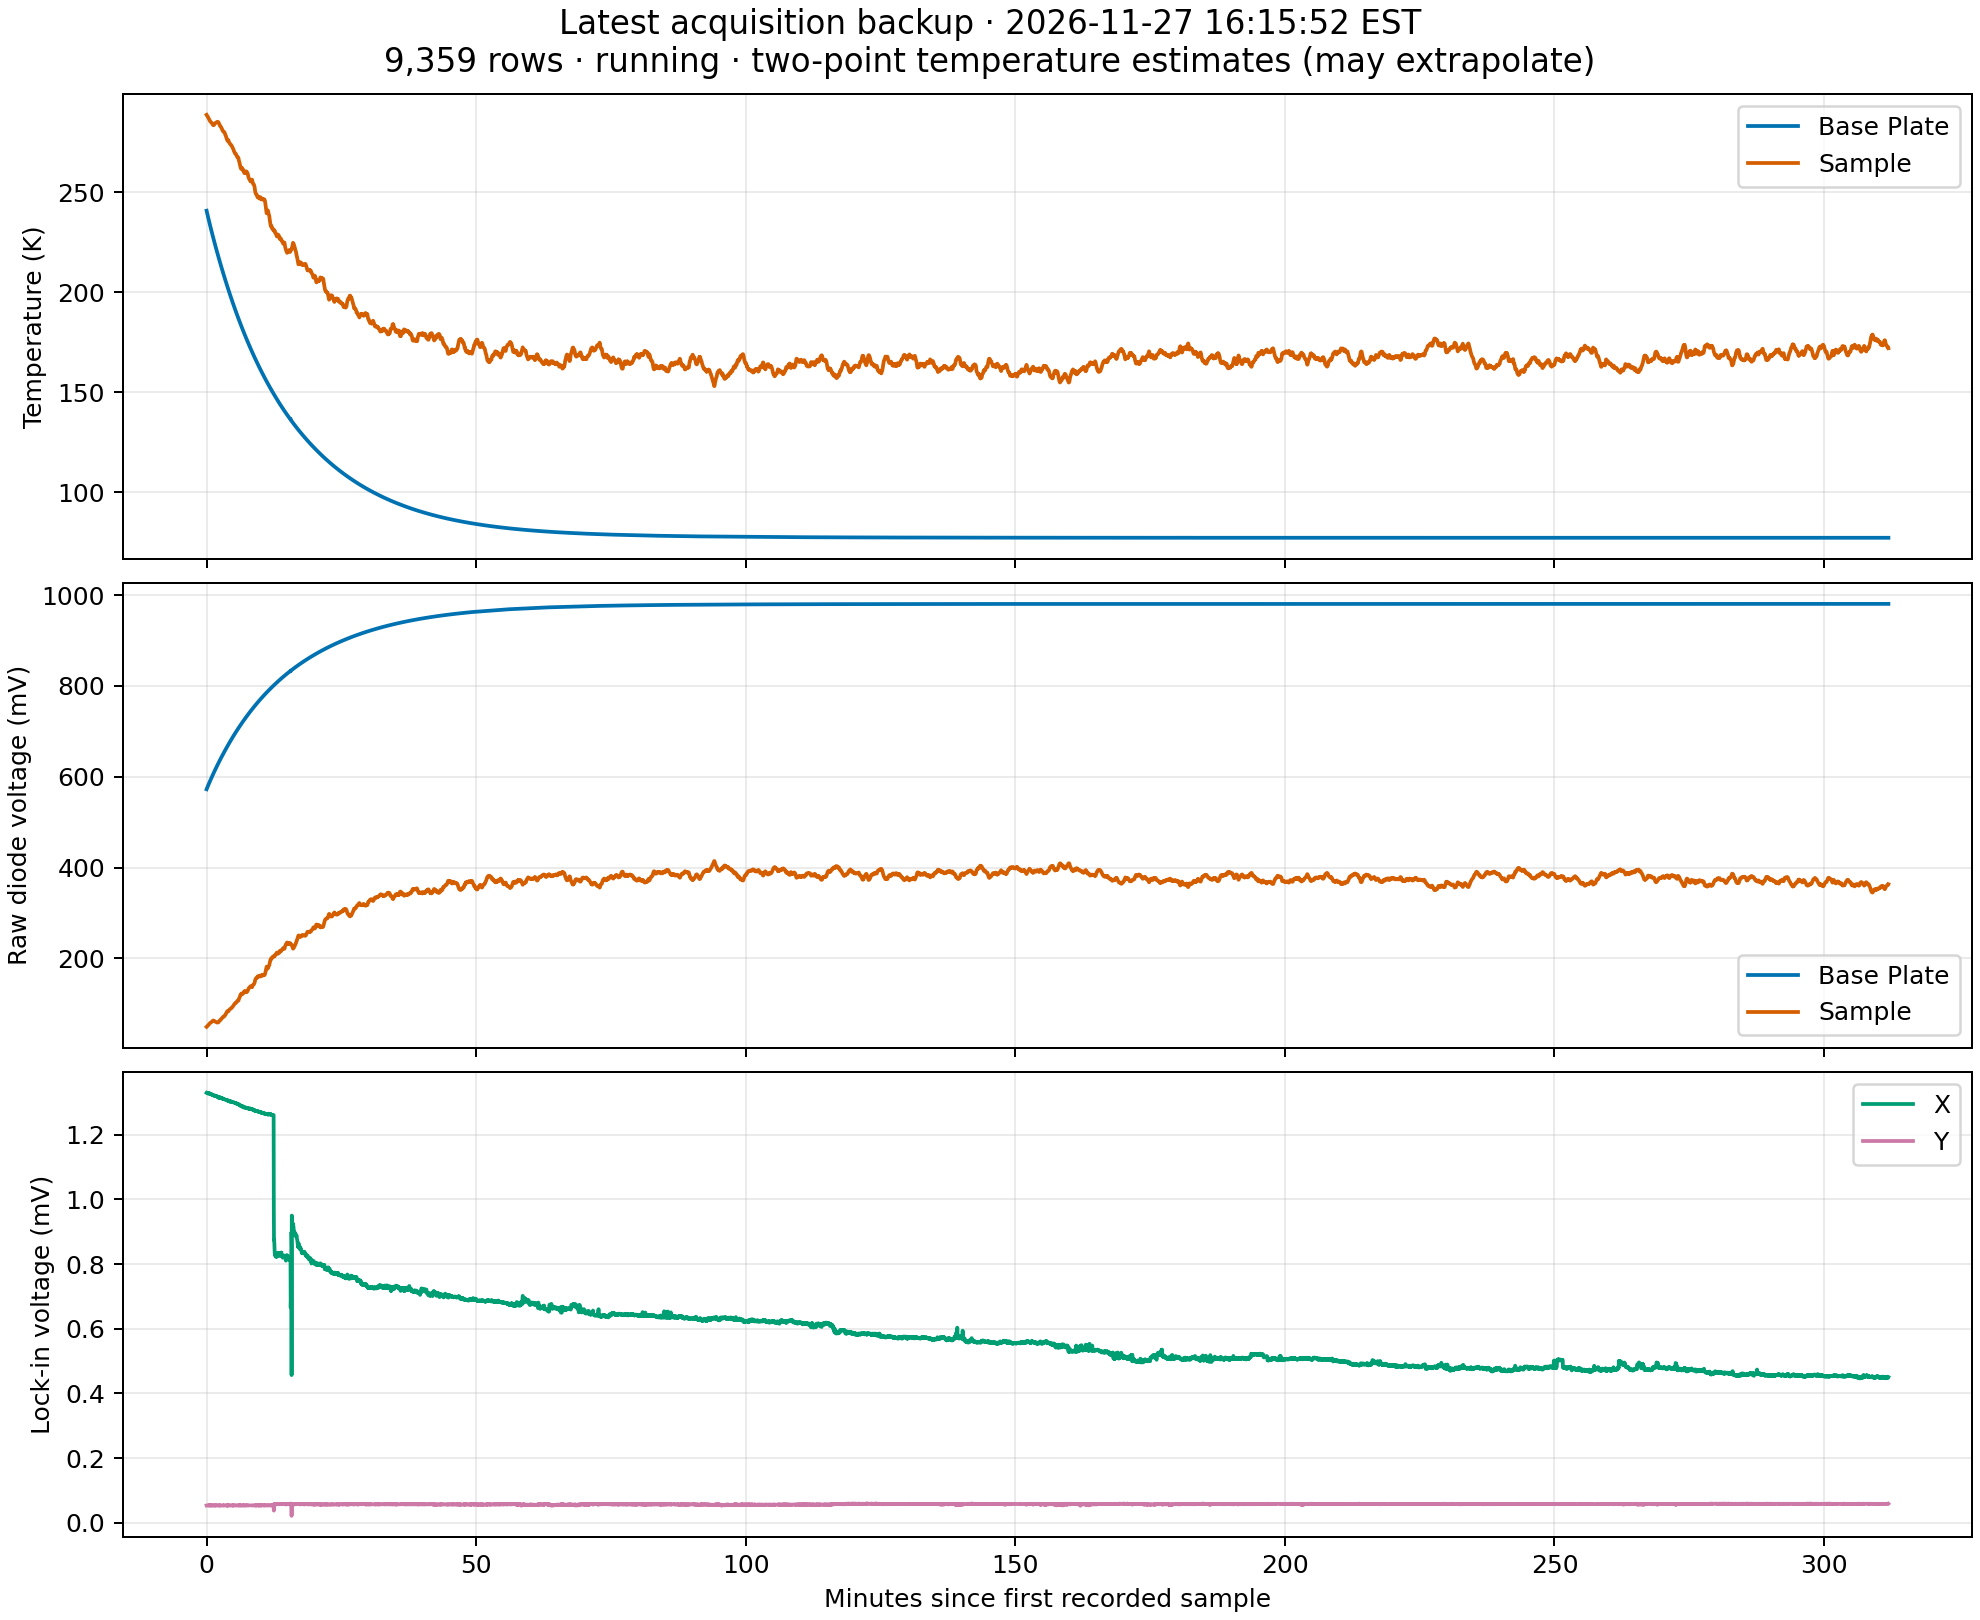 Latest acquisition backup · 2026-11-27 16:15:52 EST
9,359 rows · running · two-point temperature estimates (may extrapolate)
Temperature (K)
250
200
150
100
Base Plate
Sample
Raw diode voltage (mV)
1000
800
600
400
200
Base Plate
Sample
Lock-in voltage (mV)
1.2
1.0
0.8
0.6
0.4
0.2
0.0
X
Y
0
50
100
150
200
250
300
Minutes since first recorded sample